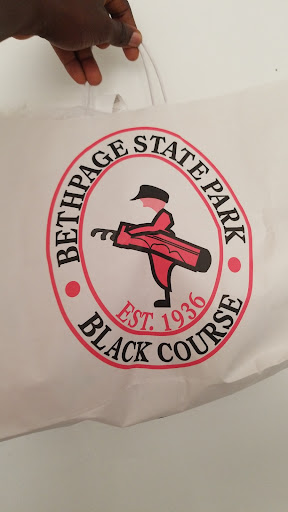 BETHPAGE STATE PARK
EST. 1936
BLACK COURSE